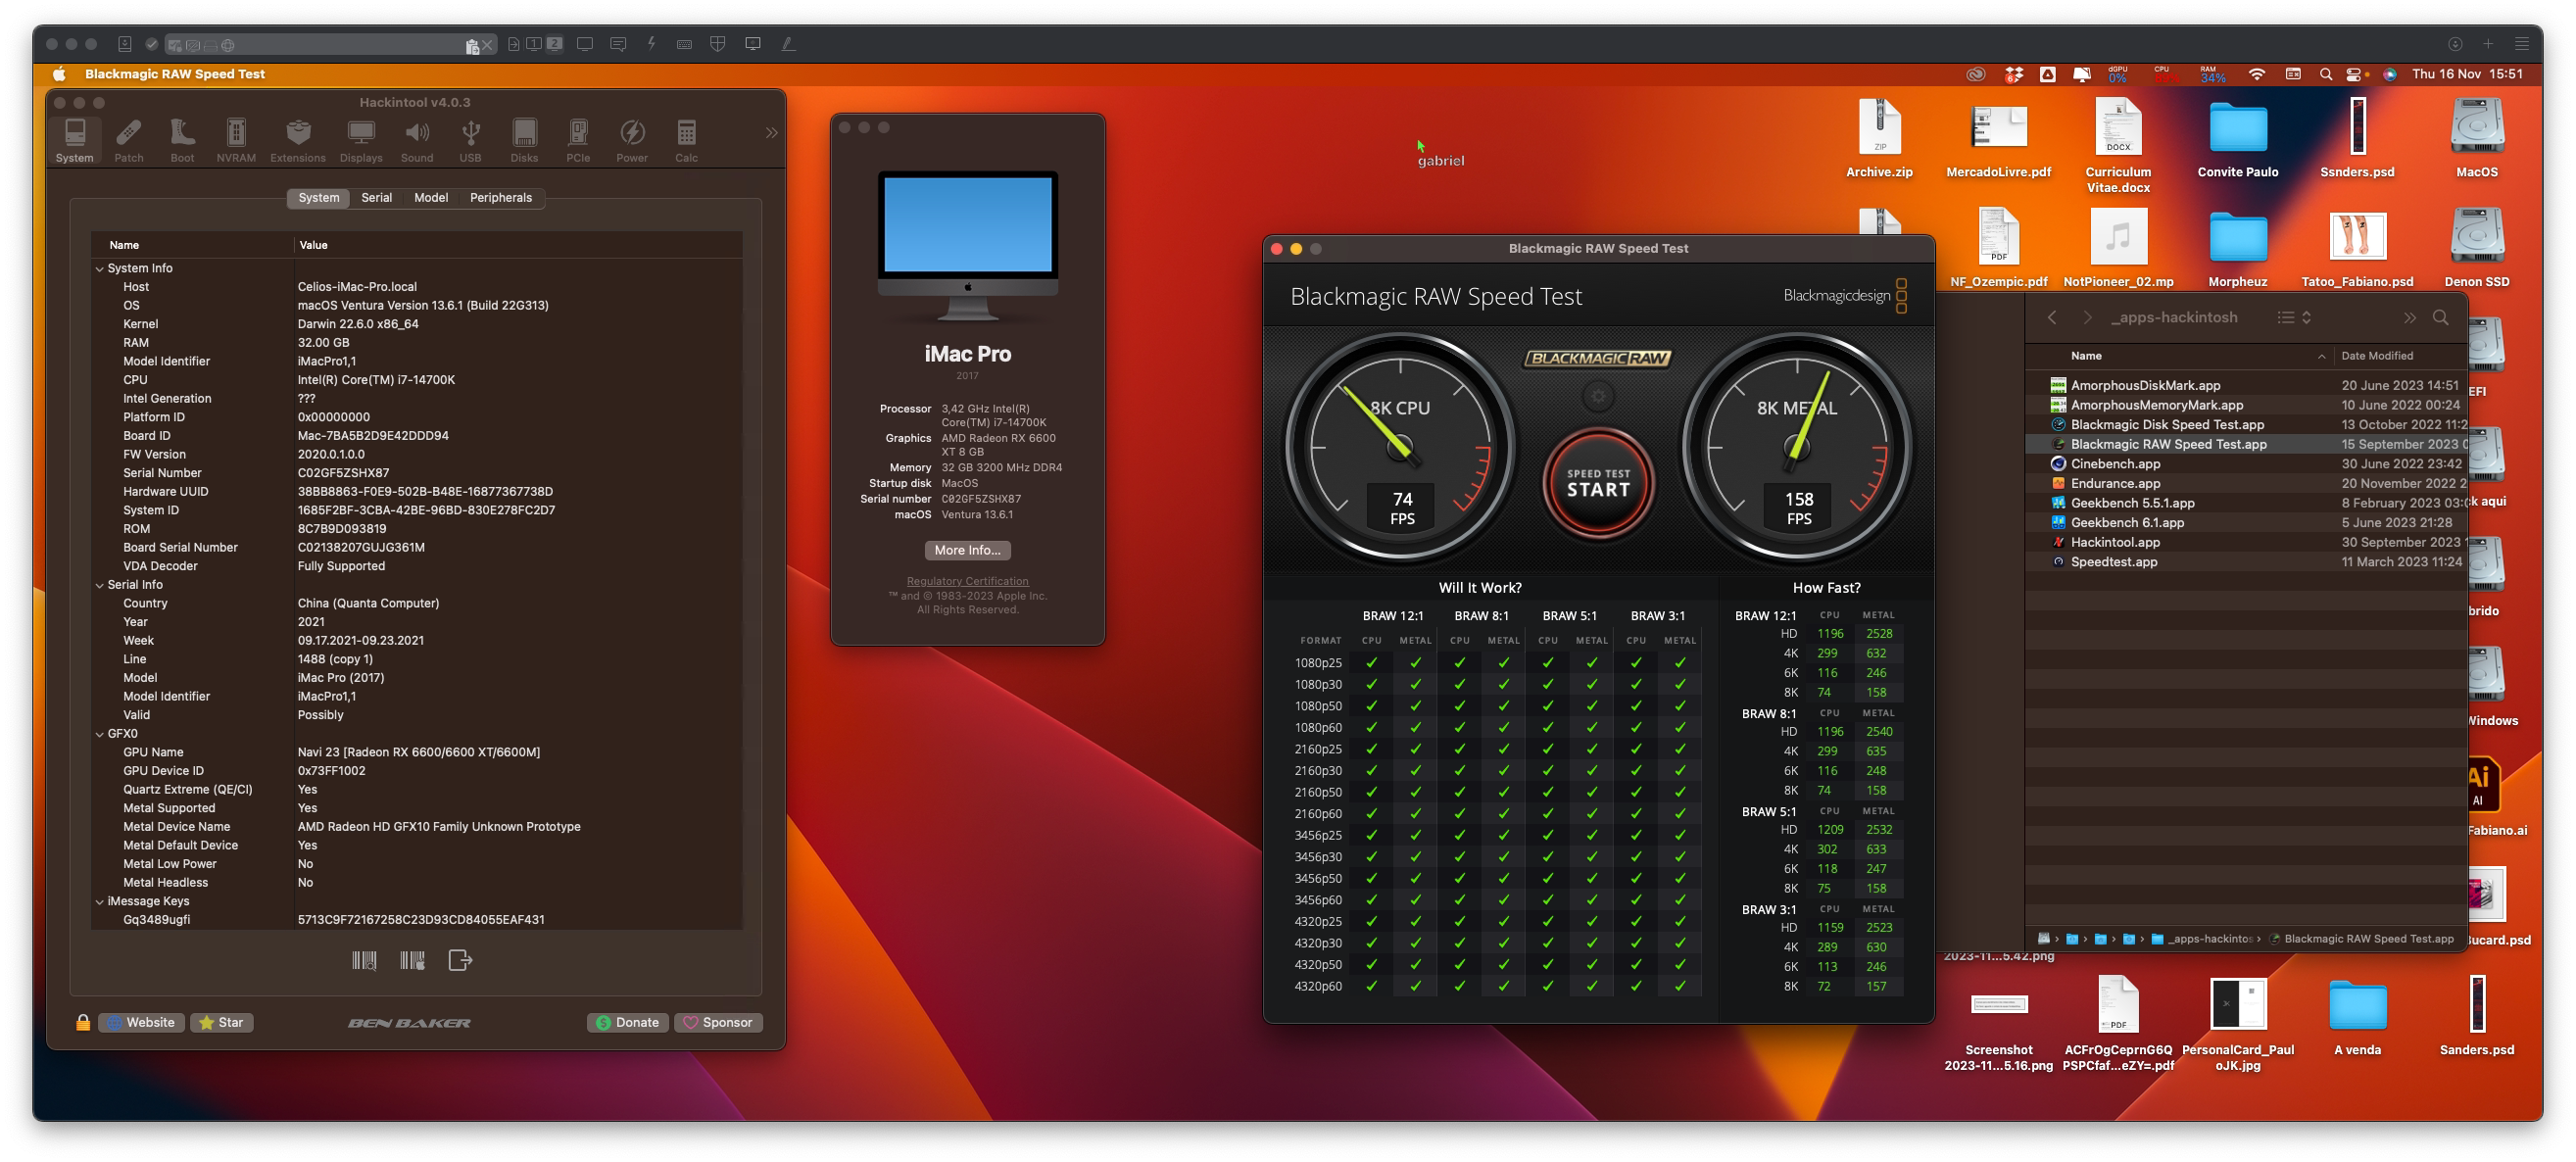 Blackmagic RAW Speed Test
dGPU 0% CPU RAM 34% Thu 16 Nov 15:51
Hackintool v4.0.3
System Patch Boot NVRAM Extensions Displays Sound USB Disks PCIe Power Calc
System Serial Model Peripherals
Name Value
System Info
Host Celios-iMac-Pro.local
OS macOS Ventura Version 13.6.1 (Build 22G313)
Kernel Darwin 22.6.0 x86_64
RAM 32.00 GB
Model Identifier iMacPro1,1
CPU Intel(R) Core(TM) i7-14700K
Intel Generation ???
Platform ID 0x00000000
Board ID Mac-7BA5B2D9E42DDD94
FW Version 2020.0.1.0.0
Serial Number C02GF5ZSHX87
Hardware UUID 38BB8863-F0E9-502B-B48E-16877367738D
System ID 1685F2BF-3CBA-42BE-96BD-830E278FC2D7
ROM 8C7B9D093819
Board Serial Number C02138207GUJG361M
VDA Decoder Fully Supported
Serial Info
Country China (Quanta Computer)
Year 2021
Week 09.17.2021-09.23.2021
Line 1488 (copy 1)
Model iMac Pro (2017)
Model Identifier iMacPro1,1
Valid Possibly
GFX0
GPU Name Navi 23 [Radeon RX 6600/6600 XT/6600M]
GPU Device ID 0x73FF1002
Quartz Extreme (QE/CI) Yes
Metal Supported Yes
Metal Device Name AMD Radeon HD GFX10 Family Unknown Prototype
Metal Default Device Yes
Metal Low Power No
Metal Headless No
iMessage Keys
Gq3489ugfi 5713C9F72167258C23D93CD84055EAF431
Website Star BEN BAKER Donate Sponsor
iMac Pro
2017
Processor 3,42 GHz Intel(R)
Core(TM) i7-14700K
Graphics AMD Radeon RX 6600
XT 8 GB
Memory 32 GB 3200 MHz DDR4
Startup disk MacOS
Serial number C02GF5ZSHX87
macOS Ventura 13.6.1
More Info...
Regulatory Certification
™ and © 1983-2023 Apple Inc.
All Rights Reserved.
gabriel
Blackmagic RAW Speed Test
Blackmagic RAW Speed Test Blackmagicdesign
BLACKMAGIC RAW
8K CPU
74
FPS
SPEED TEST
START
8K METAL
158
FPS
Will It Work?
BRAW 12:1 BRAW 8:1 BRAW 5:1 BRAW 3:1
FORMAT CPU METAL CPU METAL CPU METAL CPU METAL
1080p25 ✓ ✓ ✓ ✓ ✓ ✓ ✓ ✓
1080p30 ✓ ✓ ✓ ✓ ✓ ✓ ✓ ✓
1080p50 ✓ ✓ ✓ ✓ ✓ ✓ ✓ ✓
1080p60 ✓ ✓ ✓ ✓ ✓ ✓ ✓ ✓
2160p25 ✓ ✓ ✓ ✓ ✓ ✓ ✓ ✓
2160p30 ✓ ✓ ✓ ✓ ✓ ✓ ✓ ✓
2160p50 ✓ ✓ ✓ ✓ ✓ ✓ ✓ ✓
2160p60 ✓ ✓ ✓ ✓ ✓ ✓ ✓ ✓
3456p25 ✓ ✓ ✓ ✓ ✓ ✓ ✓ ✓
3456p30 ✓ ✓ ✓ ✓ ✓ ✓ ✓ ✓
3456p50 ✓ ✓ ✓ ✓ ✓ ✓ ✓ ✓
3456p60 ✓ ✓ ✓ ✓ ✓ ✓ ✓ ✓
4320p25 ✓ ✓ ✓ ✓ ✓ ✓ ✓ ✓
4320p30 ✓ ✓ ✓ ✓ ✓ ✓ ✓ ✓
4320p50 ✓ ✓ ✓ ✓ ✓ ✓ ✓ ✓
4320p60 ✓ ✓ ✓ ✓ ✓ ✓ ✓ ✓
How Fast?
BRAW 12:1 CPU METAL
HD 1196 2528
4K 299 632
6K 116 246
8K 74 158
BRAW 8:1 CPU METAL
HD 1196 2540
4K 299 635
6K 116 248
8K 74 158
BRAW 5:1 CPU METAL
HD 1209 2532
4K 302 633
6K 118 247
8K 75 158
BRAW 3:1 CPU METAL
HD 1159 2523
4K 289 630
6K 113 246
8K 72 157
Archive.zip MercadoLivre.pdf Curriculum Vitae.docx Convite Paulo Ssnders.psd MacOS
NF_Ozempic.pdf NotPioneer_02.mp Morpheuz Tatoo_Fabiano.psd Denon SSD
_apps-hackintosh
Name Date Modified
AmorphousDiskMark.app 20 June 2023 14:51
AmorphousMemoryMark.app 10 June 2022 00:24
Blackmagic Disk Speed Test.app 13 October 2022 11:2
Blackmagic RAW Speed Test.app 15 September 2023 0
Cinebench.app 30 June 2022 23:42
Endurance.app 20 November 2022 2
Geekbench 5.5.1.app 8 February 2023 03:0
Geekbench 6.1.app 5 June 2023 21:28
Hackintool.app 30 September 2023 1
Speedtest.app 11 March 2023 11:24
_apps-hackintos › Blackmagic RAW Speed Test.app
EFI
k aqui
brido
Windows
Ai
AI
Fabiano.ai
ucard.psd
2023-11...5.42.png
Screenshot
2023-11...5.16.png
ACFrOgCeprnG6Q
PSPCfaf...eZY=.pdf
PersonalCard_Paul
oJK.jpg
A venda
Sanders.psd